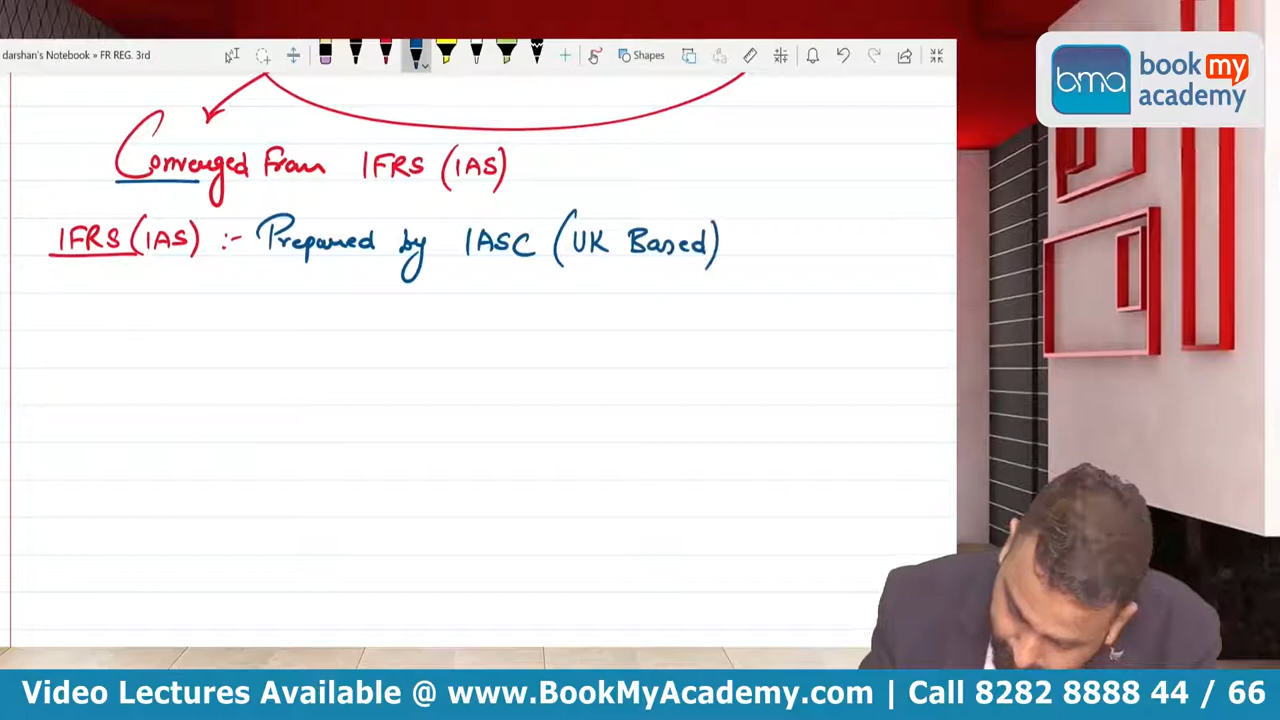 darshan's Notebook » FR REG. 3rd
Shapes
bma book my academy
Converged From IFRS (IAS)
IFRS (IAS) :- Prepared by IASC (UK Based)
Video Lectures Available @ www.BookMyAcademy.com | Call 8282 8888 44 / 66